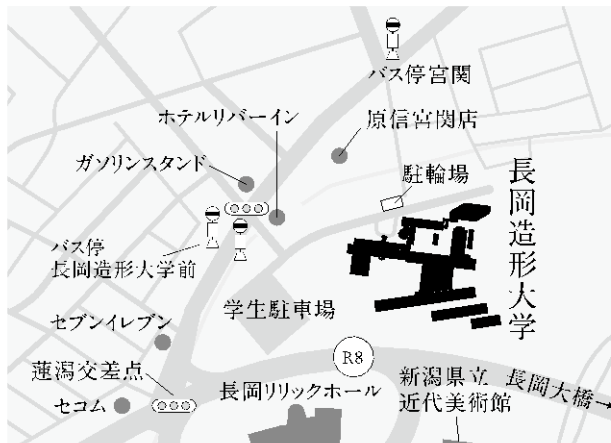 バス停宮関
ホテルリバーイン
原信宮関店
ガソリンスタンド
駐輪場
長岡造形大学
バス停
長岡造形大学前
学生駐車場
セブンイレブン
R8
蓮潟交差点
長岡リリックホール
新潟県立
近代美術館
長岡大橋→
セコム